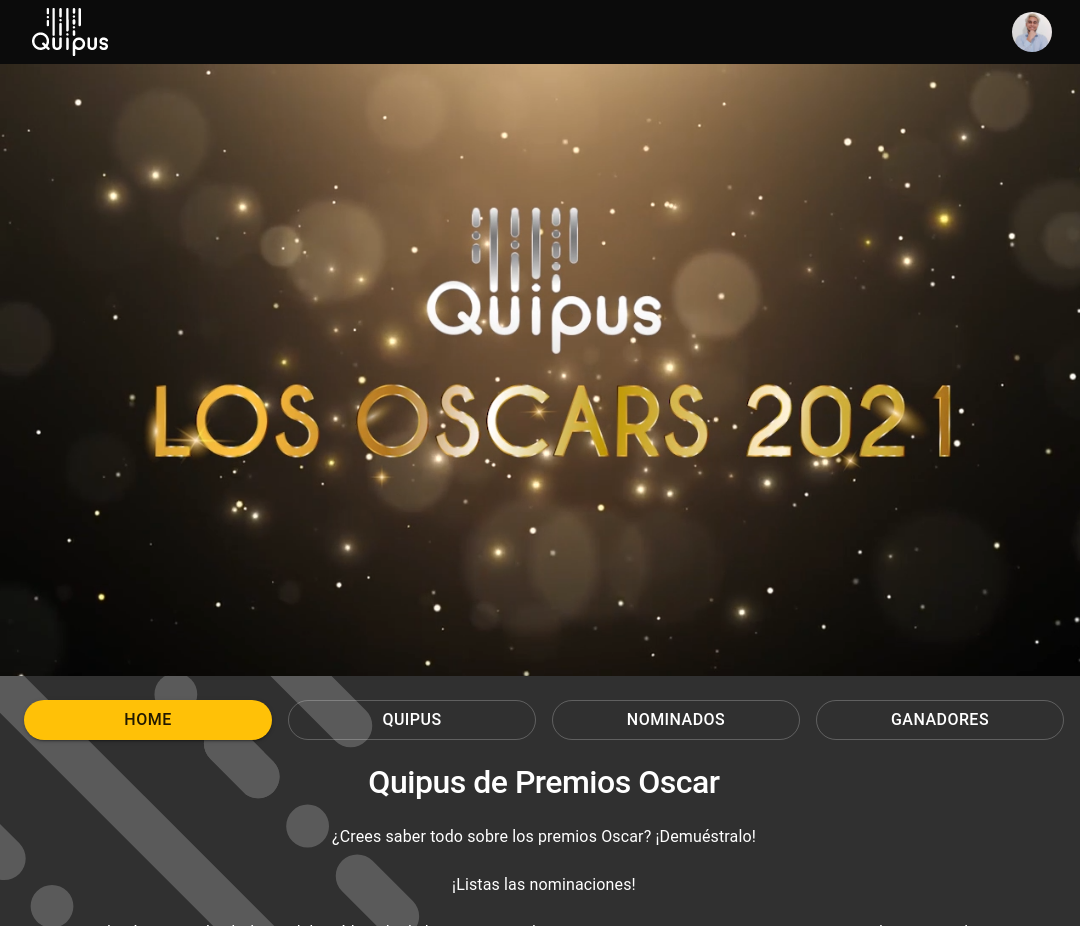 Quipus
Quipus
LOS OSCARS 2021
HOME
QUIPUS
NOMINADOS
GANADORES
Quipus de Premios Oscar
¿Crees saber todo sobre los premios Oscar? ¡Demuéstralo!
¡Listas las nominaciones!